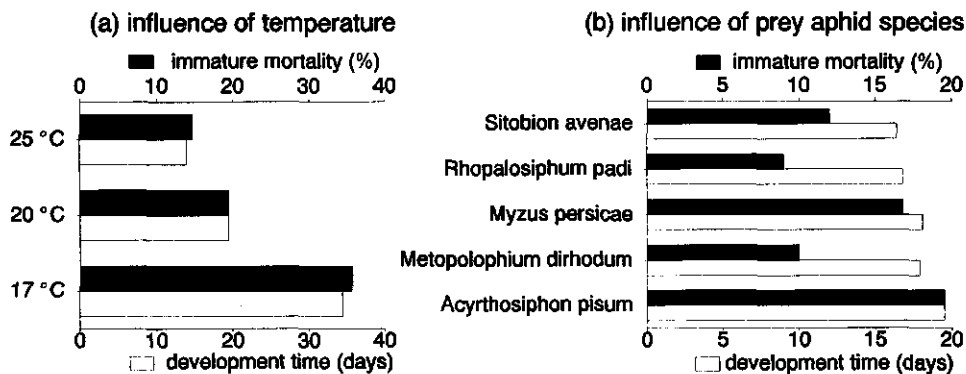 (a) influence of temperature
immature mortality (%)
0 10 20 30 40
25 °C
20 °C
17 °C
0 10 20 30 40
development time (days)
(b) influence of prey aphid species
immature mortality (%)
0 5 10 15 20
Sitobion avenae
Rhopalosiphum padi
Myzus persicae
Metopolophium dirhodum
Acyrthosiphon pisum
0 5 10 15 20
development time (days)